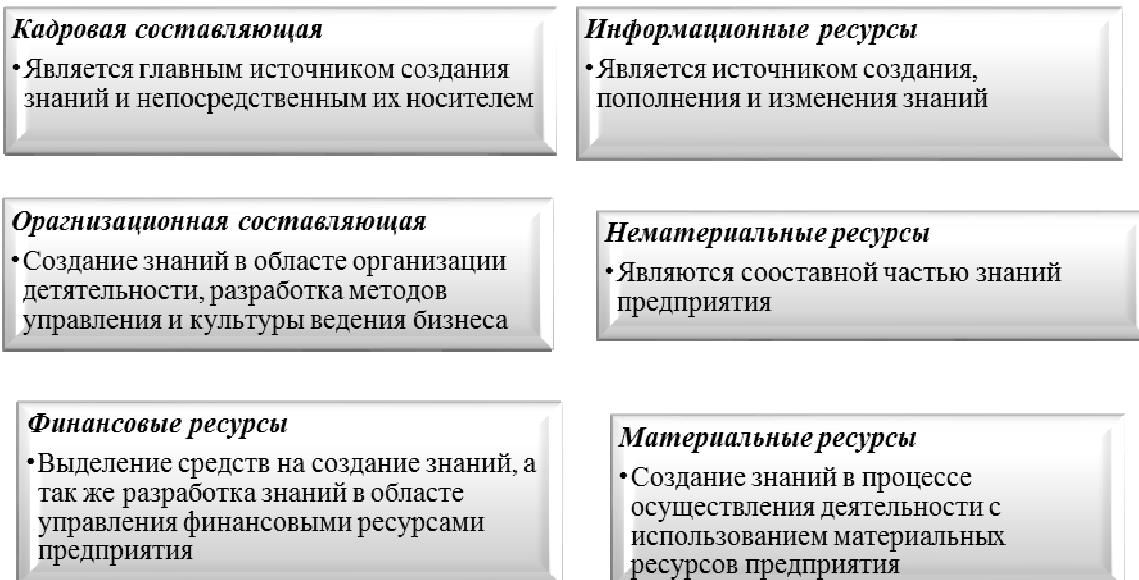 Кадровая составляющая
•Является главным источником создания
знаний и непосредственным их носителем
Информационные ресурсы
•Является источником создания,
пополнения и изменения знаний
Орагнизационная составляющая
•Создание знаний в областе организации
детятельности, разработка методов
управления и культуры ведения бизнеса
Нематериальные ресурсы
•Являются сооставной частью знаний
предприятия
Финансовые ресурсы
•Выделение средств на создание знаний, а
так же разработка знаний в областе
управления финансовыми ресурсами
предприятия
Материальные ресурсы
•Создание знаний в процессе
осуществления деятельности с
использованием материальных
ресурсов предприятия